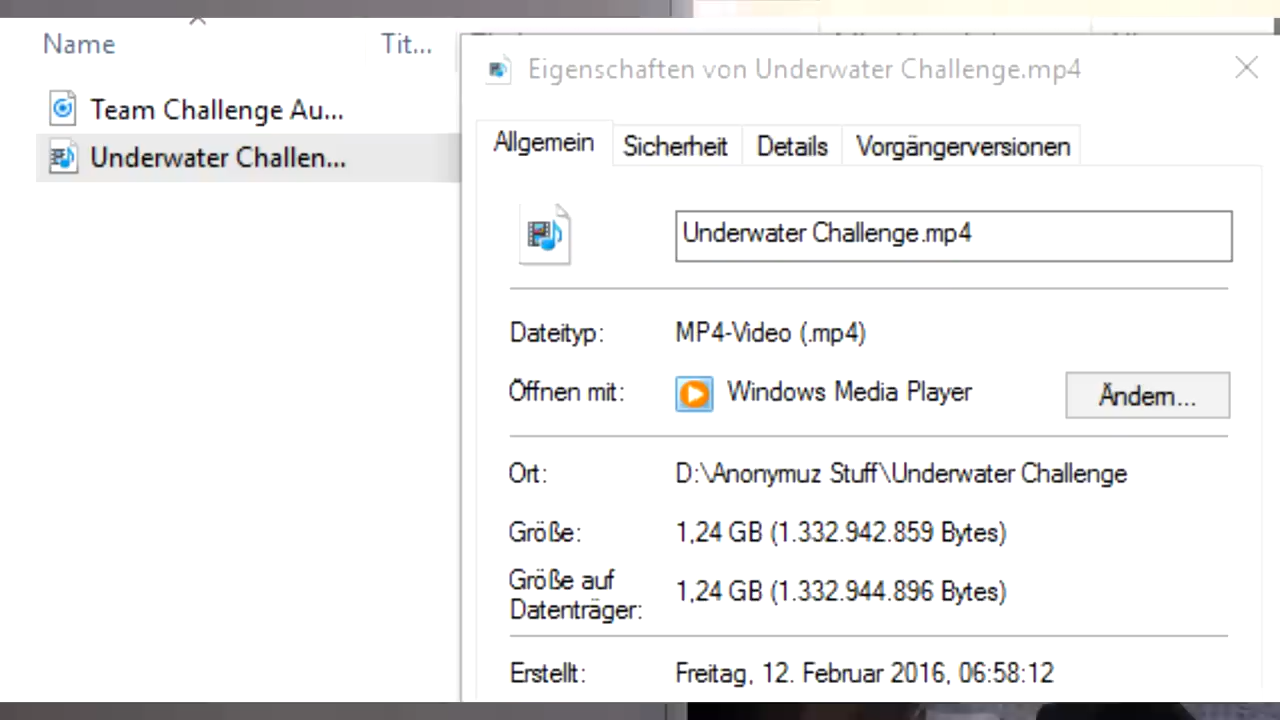 Name Tit...
Eigenschaften von Underwater Challenge.mp4
Team Challenge Au...
Underwater Challen...
Allgemein Sicherheit Details Vorgängerversionen
Underwater Challenge.mp4
Dateityp: MP4-Video (.mp4)
Öffnen mit: Windows Media Player Ändern...
Ort: D:\Anonymuz Stuff\Underwater Challenge
Größe: 1,24 GB (1.332.942.859 Bytes)
Größe auf
Datenträger: 1,24 GB (1.332.944.896 Bytes)
Erstellt: Freitag, 12. Februar 2016, 06:58:12